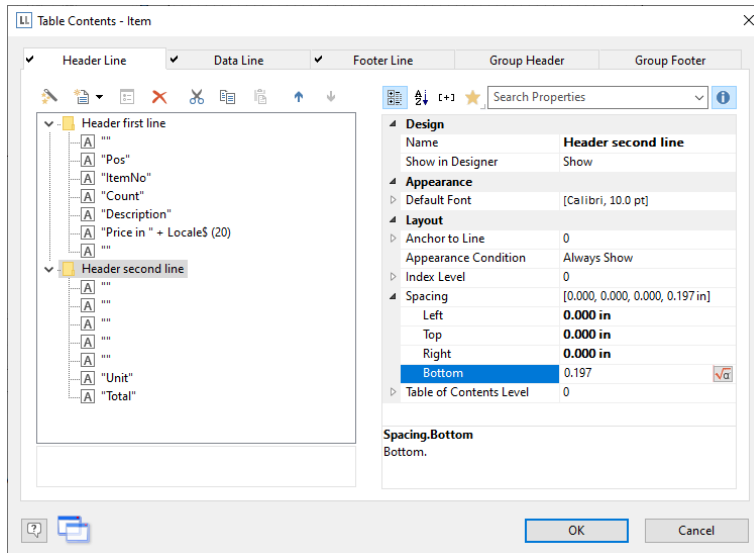 LL Table Contents - Item
Header Line Data Line Footer Line Group Header Group Footer
Search Properties
Header first line
A ""
A "Pos"
A "ItemNo"
A "Count"
A "Description"
A "Price in " + Locale$ (20)
A ""
Header second line
A ""
A ""
A ""
A ""
A ""
A "Unit"
A "Total"
Design
Name Header second line
Show in Designer Show
Appearance
Default Font [Calibri, 10.0 pt]
Layout
Anchor to Line 0
Appearance Condition Always Show
Index Level 0
Spacing [0.000, 0.000, 0.000, 0.197 in]
Left 0.000 in
Top 0.000 in
Right 0.000 in
Bottom 0.197
Table of Contents Level 0
Spacing.Bottom
Bottom.
OK Cancel